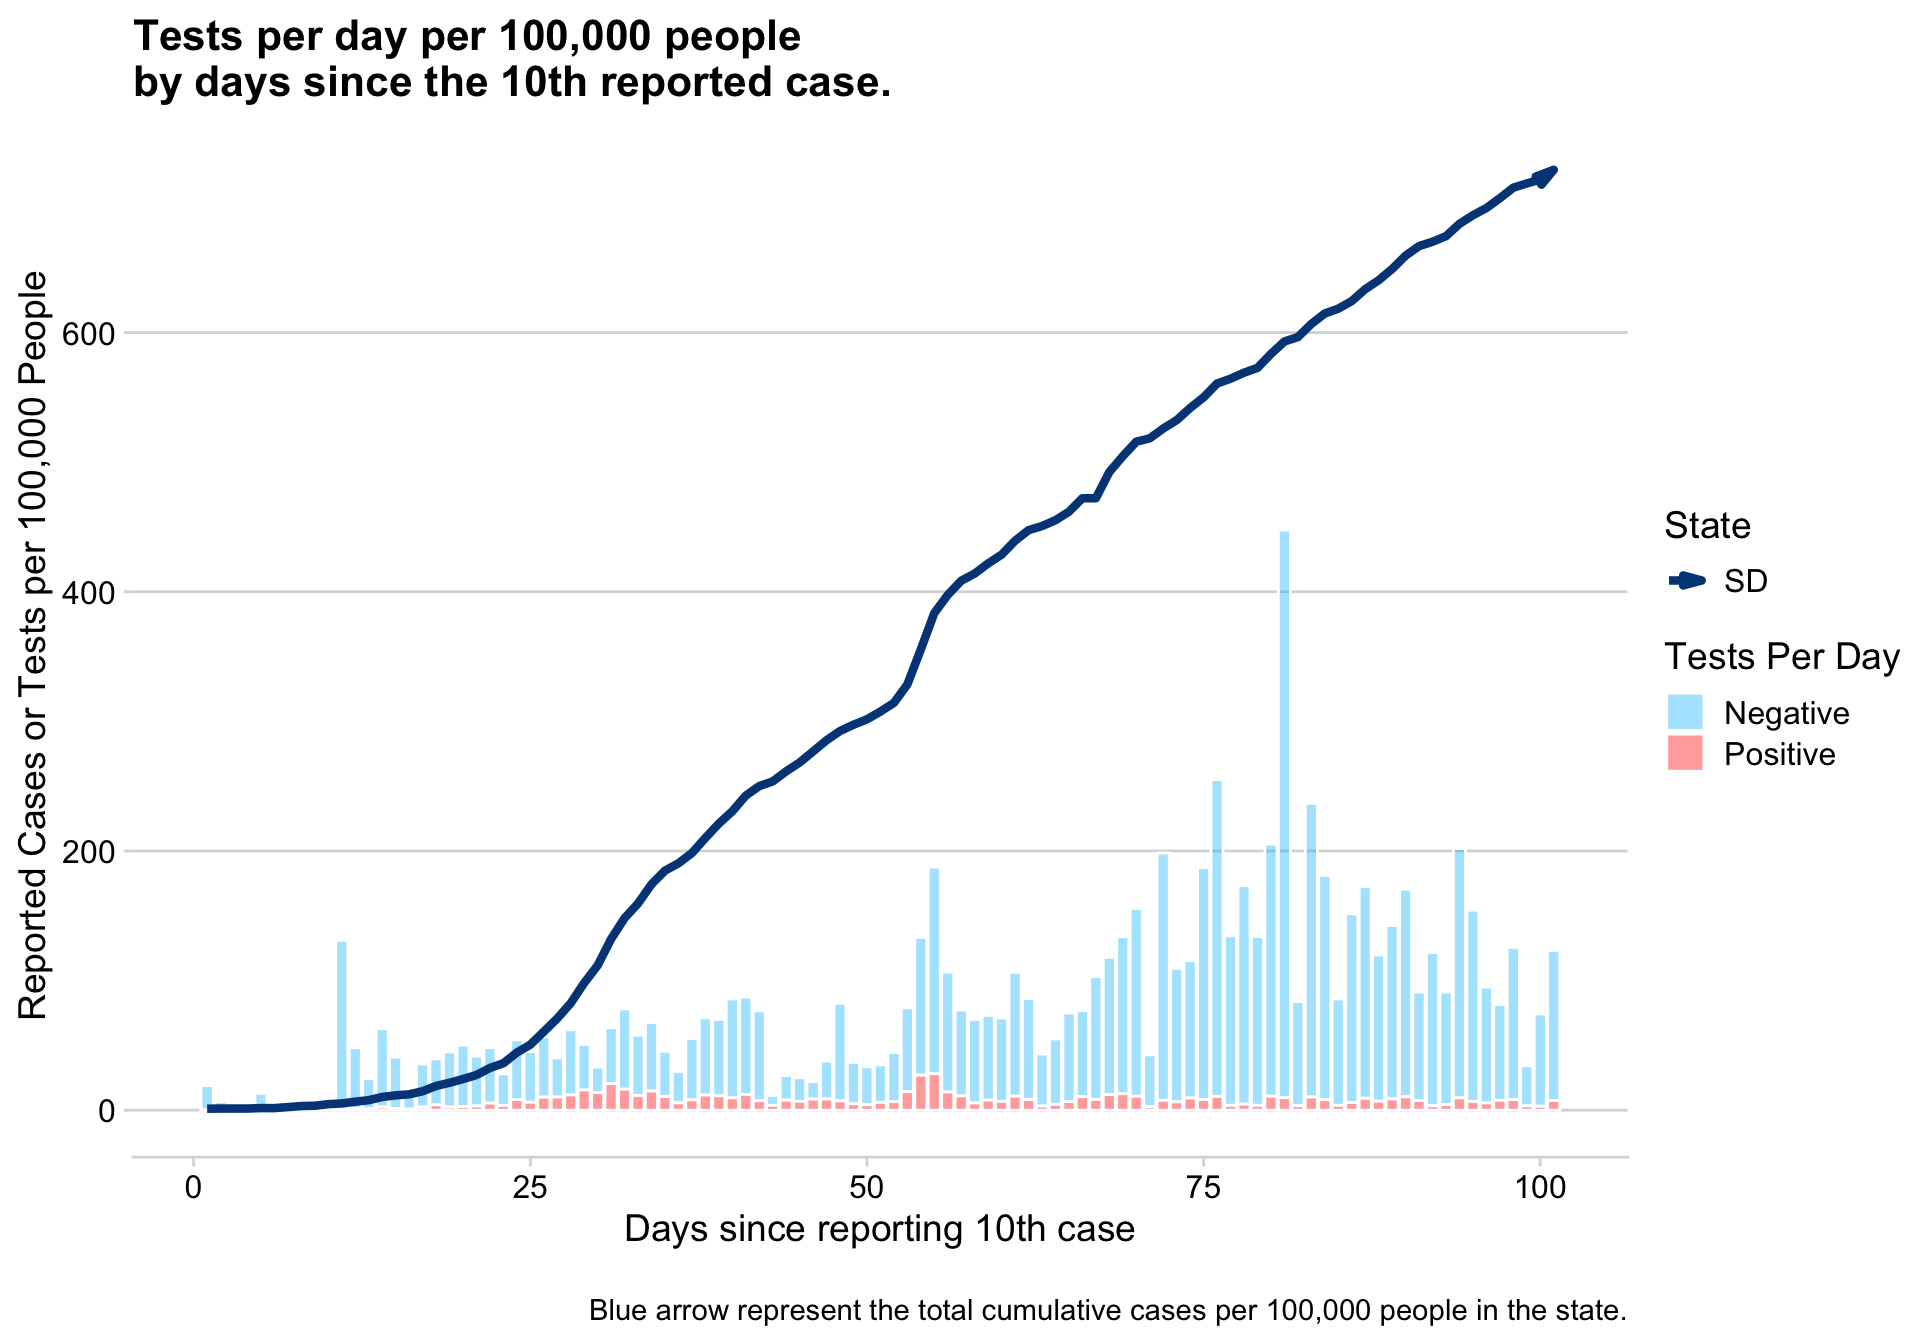 Tests per day per 100,000 people
by days since the 10th reported case.
Reported Cases or Tests per 100,000 People
600
400
200
0
0
25
50
75
100
Days since reporting 10th case
State
SD
Tests Per Day
Negative
Positive
Blue arrow represent the total cumulative cases per 100,000 people in the state.